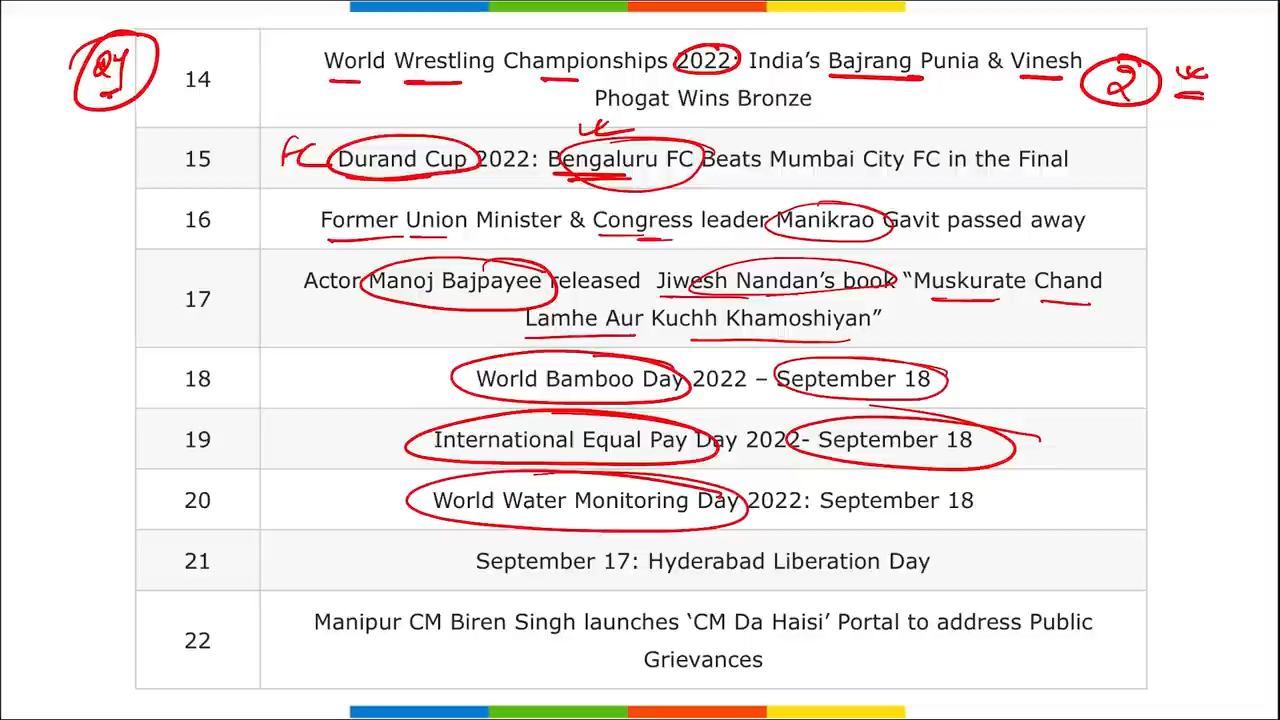 14
World Wrestling Championships 2022: India's Bajrang Punia & Vinesh
Phogat Wins Bronze
2
15
FC
Durand Cup 2022: Bengaluru FC Beats Mumbai City FC in the Final
16
Former Union Minister & Congress leader Manikrao Gavit passed away
17
Actor Manoj Bajpayee released Jiwesh Nandan's book “Muskurate Chand
Lamhe Aur Kuchh Khamoshiyan”
18
World Bamboo Day 2022 – September 18
19
International Equal Pay Day 2022- September 18
20
World Water Monitoring Day 2022: September 18
21
September 17: Hyderabad Liberation Day
22
Manipur CM Biren Singh launches ‘CM Da Haisi’ Portal to address Public
Grievances